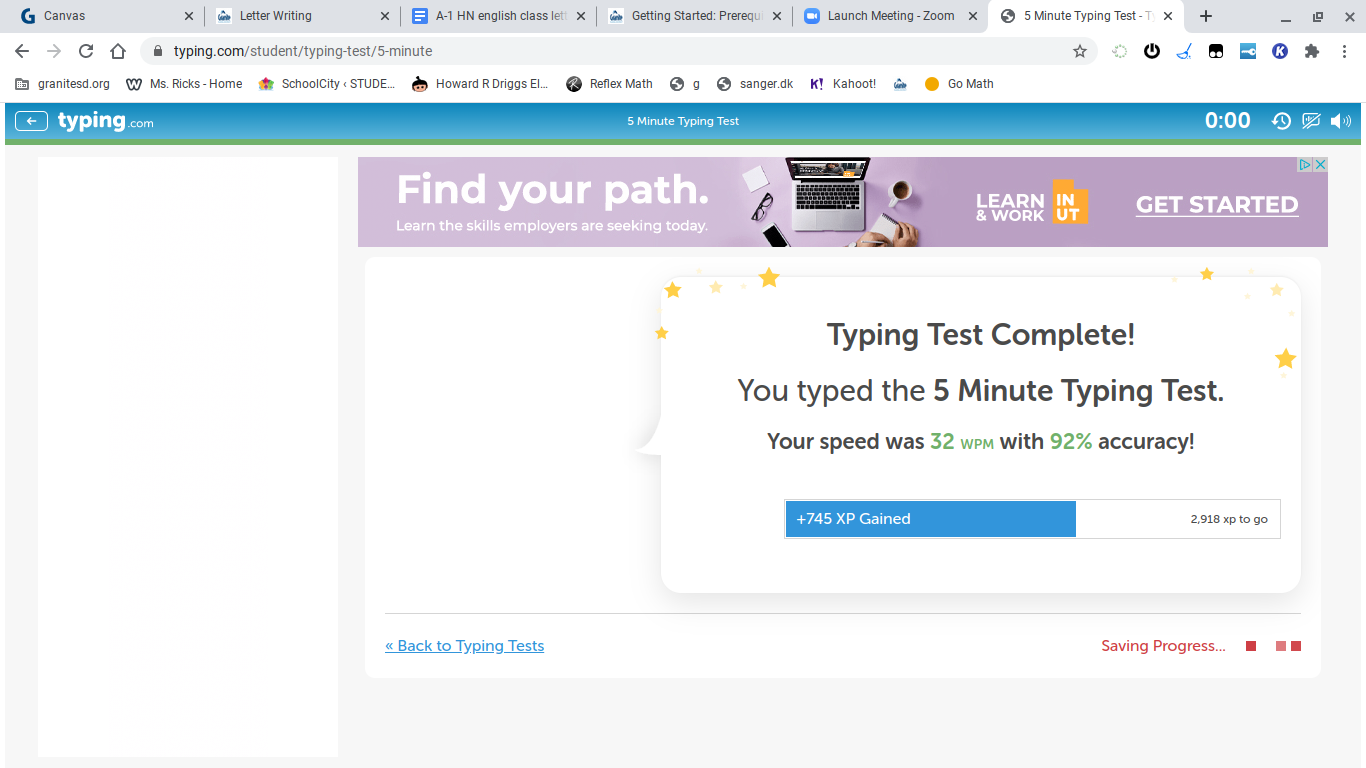 Canvas
Letter Writing
A-1 HN english class lett
Getting Started: Prerequi
Launch Meeting - Zoom
5 Minute Typing Test - Ty
typing.com/student/typing-test/5-minute
granitesd.org
Ms. Ricks - Home
SchoolCity ‹ STUDE...
Howard R Driggs El...
Reflex Math
g
sanger.dk
K! Kahoot!
Go Math
typing.com
5 Minute Typing Test
0:00
Find your path.
Learn the skills employers are seeking today.
LEARN & WORK
IN UT
GET STARTED
Typing Test Complete!
You typed the 5 Minute Typing Test.
Your speed was 32 WPM with 92% accuracy!
+745 XP Gained
2,918 xp to go
« Back to Typing Tests
Saving Progress...